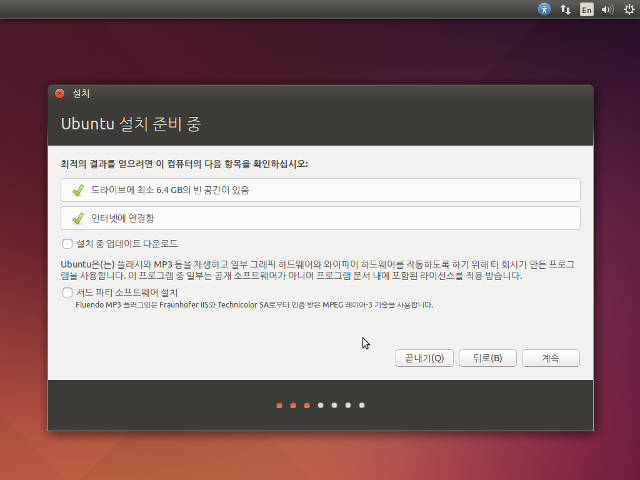 En
설치
Ubuntu 설치 준비 중
최적의 결과를 얻으려면 이 컴퓨터의 다음 항목을 확인하십시오:
드라이브에 최소 6.4 GB의 빈 공간이 있음
인터넷에 연결함
설치 중 업데이트 다운로드
Ubuntu은(는) 플래시와 MP3 등을 재생하고 일부 그래픽 하드웨어와 와이파이 하드웨어를 작동하도록 하기 위해 타 회사가 만든 프로그
램을 사용합니다. 이 프로그램 중 일부는 공개 소프트웨어가 아니며 프로그램 문서 내에 포함된 라이선스를 적용 받습니다.
서드 파티 소프트웨어 설치
Fluendo MP3 플러그인은 Fraunhofer IIS와 Technicolor SA로부터 인증 받은 MPEG 레이어-3 기술을 사용합니다.
끝내기(Q) 뒤로(B) 계속